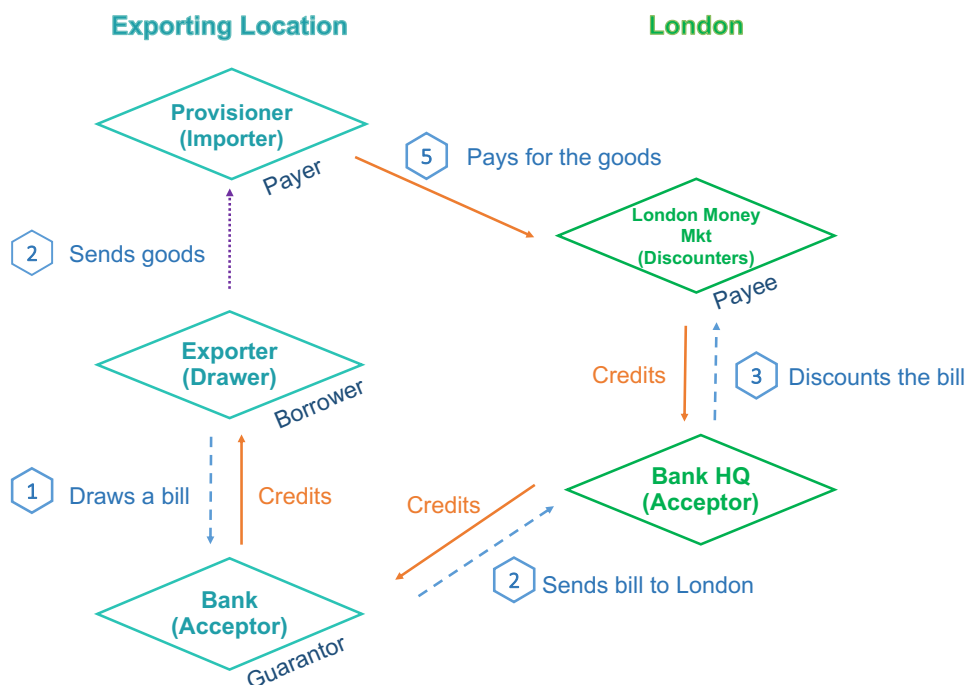 Exporting Location
London
Provisioner
(Importer)
Payer
5
Pays for the goods
London Money
Mkt
(Discounters)
Payee
2
Sends goods
Exporter
(Drawer)
Borrower
Credits
3
Discounts the bill
1
Draws a bill
Credits
Credits
Bank HQ
(Acceptor)
2
Sends bill to London
Bank
(Acceptor)
Guarantor